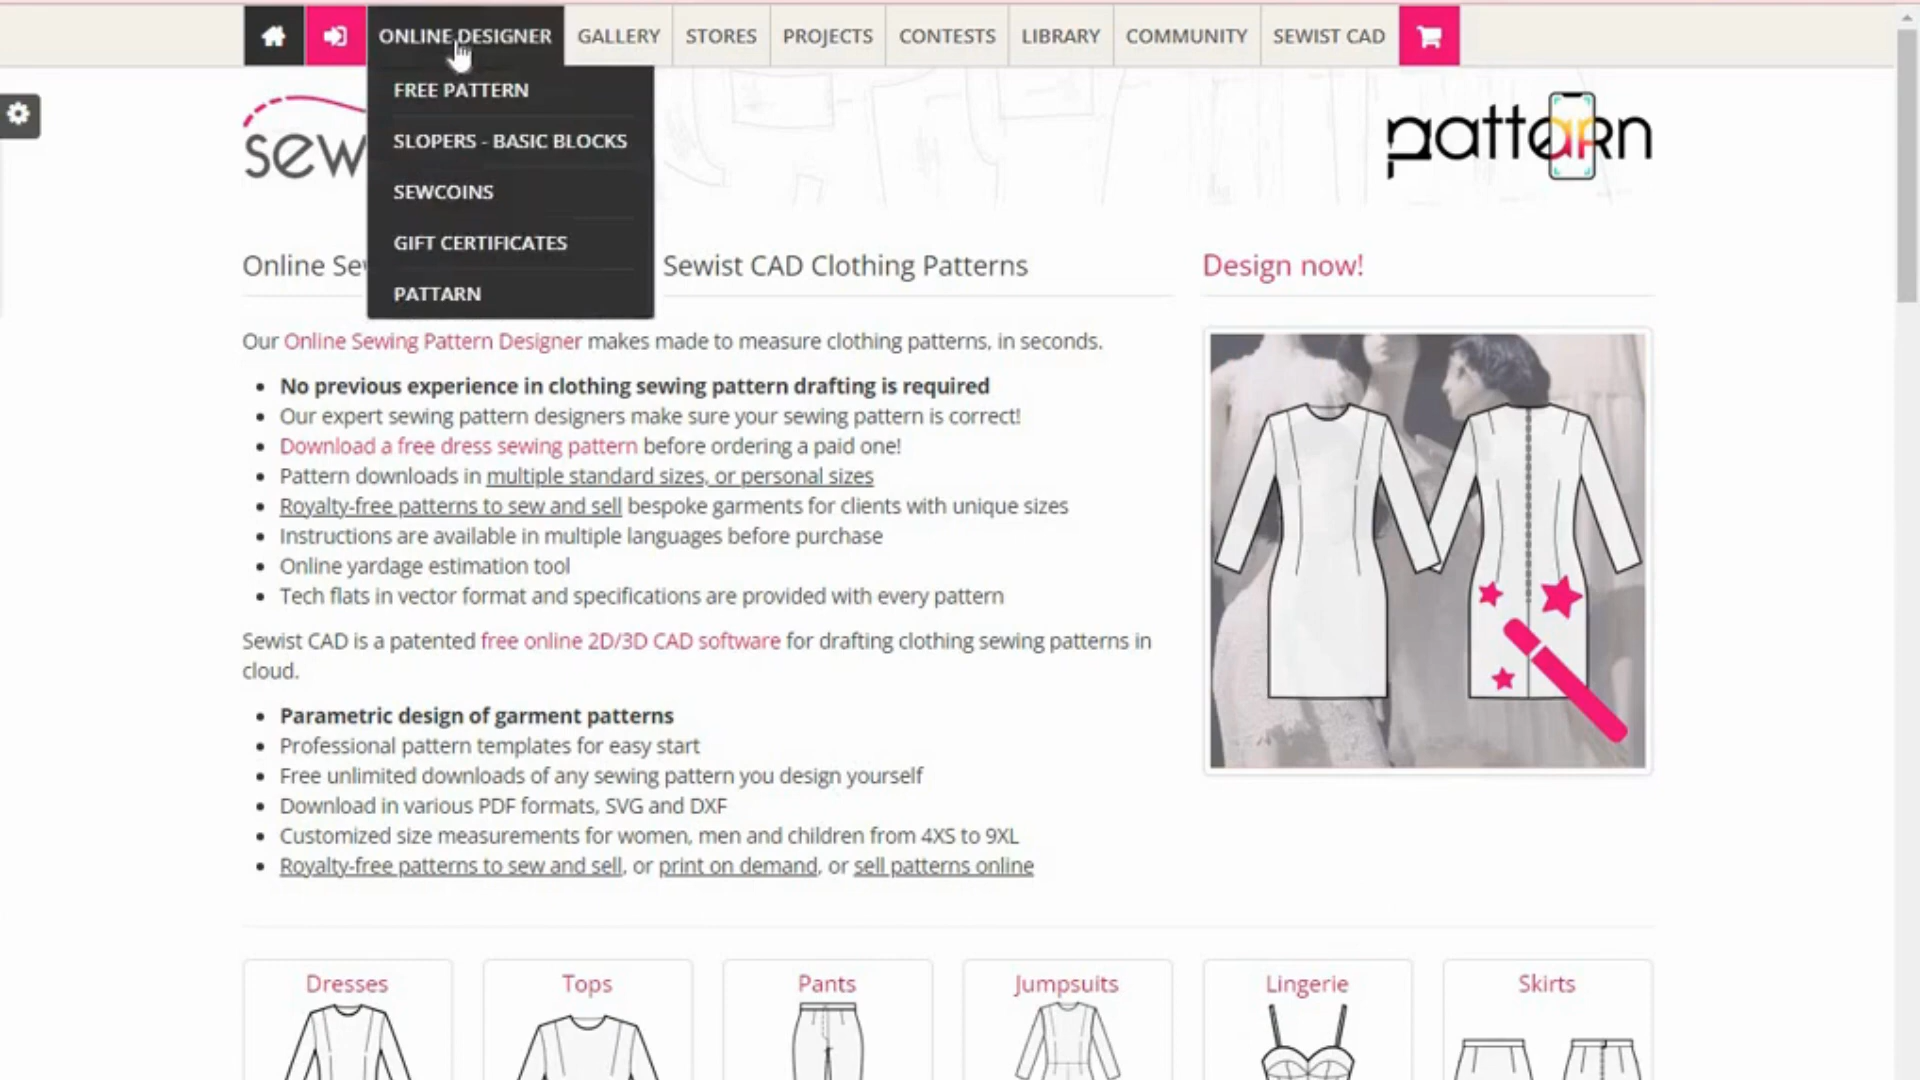 ONLINE DESIGNER
GALLERY
STORES
PROJECTS
CONTESTS
LIBRARY
COMMUNITY
SEWIST CAD
FREE PATTERN
SLOPERS - BASIC BLOCKS
SEWCOINS
GIFT CERTIFICATES
PATTARN
sew
pattarn
Online Sew Sewist CAD Clothing Patterns
Design now!
Our Online Sewing Pattern Designer makes made to measure clothing patterns, in seconds.
No previous experience in clothing sewing pattern drafting is required
Our expert sewing pattern designers make sure your sewing pattern is correct!
Download a free dress sewing pattern before ordering a paid one!
Pattern downloads in multiple standard sizes, or personal sizes
Royalty-free patterns to sew and sell bespoke garments for clients with unique sizes
Instructions are available in multiple languages before purchase
Online yardage estimation tool
Tech flats in vector format and specifications are provided with every pattern
Sewist CAD is a patented free online 2D/3D CAD software for drafting clothing sewing patterns in
cloud.
Parametric design of garment patterns
Professional pattern templates for easy start
Free unlimited downloads of any sewing pattern you design yourself
Download in various PDF formats, SVG and DXF
Customized size measurements for women, men and children from 4XS to 9XL
Royalty-free patterns to sew and sell, or print on demand, or sell patterns online
Dresses
Tops
Pants
Jumpsuits
Lingerie
Skirts